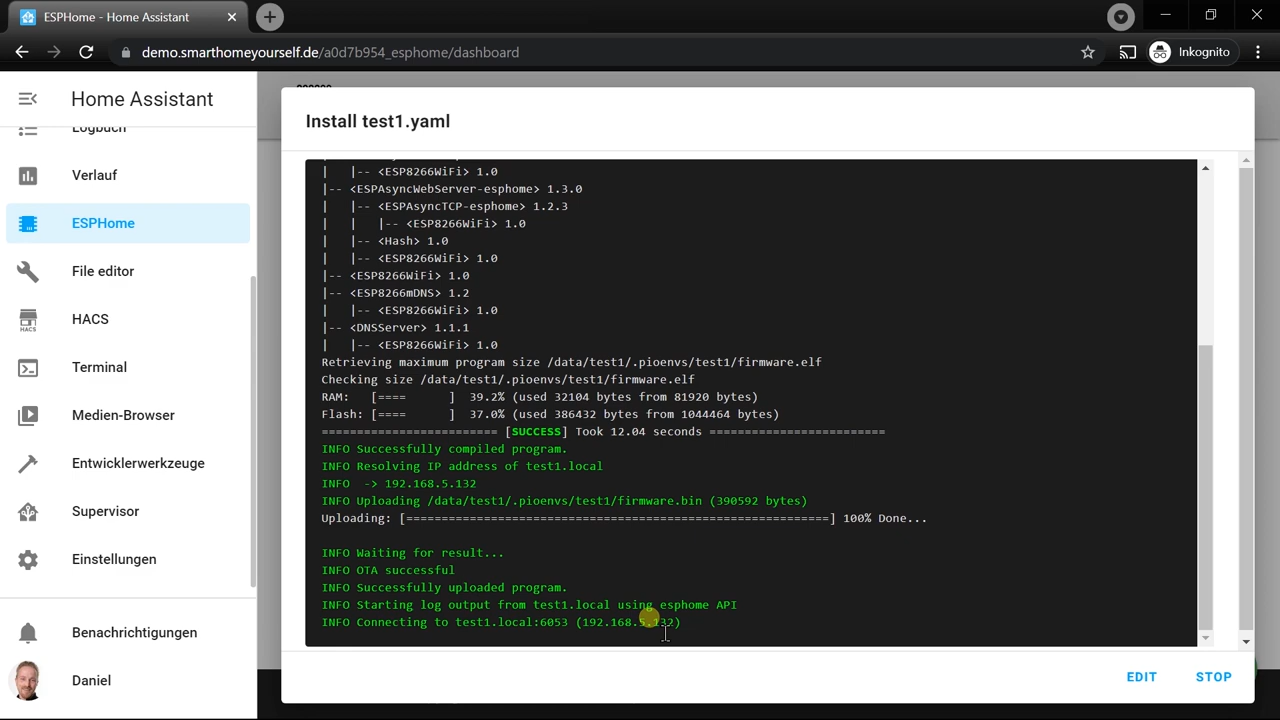 ESPHome - Home Assistant
demo.smarthomeyourself.de/a0d7b954_esphome/dashboard
Inkognito
Home Assistant
Logbuch
Verlauf
ESPHome
File editor
HACS
HACS
Terminal
Medien-Browser
Entwicklerwerkzeuge
Supervisor
Einstellungen
Benachrichtigungen
Daniel
Install test1.yaml
| |-- <ESP8266WiFi> 1.0
|-- <ESPAsyncWebServer-esphome> 1.3.0
| |-- <ESPAsyncTCP-esphome> 1.2.3
| | |-- <ESP8266WiFi> 1.0
| |-- <Hash> 1.0
| |-- <ESP8266WiFi> 1.0
|-- <ESP8266WiFi> 1.0
|-- <ESP8266mDNS> 1.2
| |-- <ESP8266WiFi> 1.0
|-- <DNSServer> 1.1.1
| |-- <ESP8266WiFi> 1.0
Retrieving maximum program size /data/test1/.pioenvs/test1/firmware.elf
Checking size /data/test1/.pioenvs/test1/firmware.elf
RAM: [====      ] 39.2% (used 32104 bytes from 81920 bytes)
Flash: [====      ] 37.0% (used 386432 bytes from 1044464 bytes)
========================= [SUCCESS] Took 12.04 seconds =========================
INFO Successfully compiled program.
INFO Resolving IP address of test1.local
INFO -> 192.168.5.132
INFO Uploading /data/test1/.pioenvs/test1/firmware.bin (390592 bytes)
Uploading: [============================================================] 100% Done...
INFO Waiting for result...
INFO OTA successful
INFO Successfully uploaded program.
INFO Starting log output from test1.local using esphome API
INFO Connecting to test1.local:6053 (192.168.5.132)
EDIT
STOP